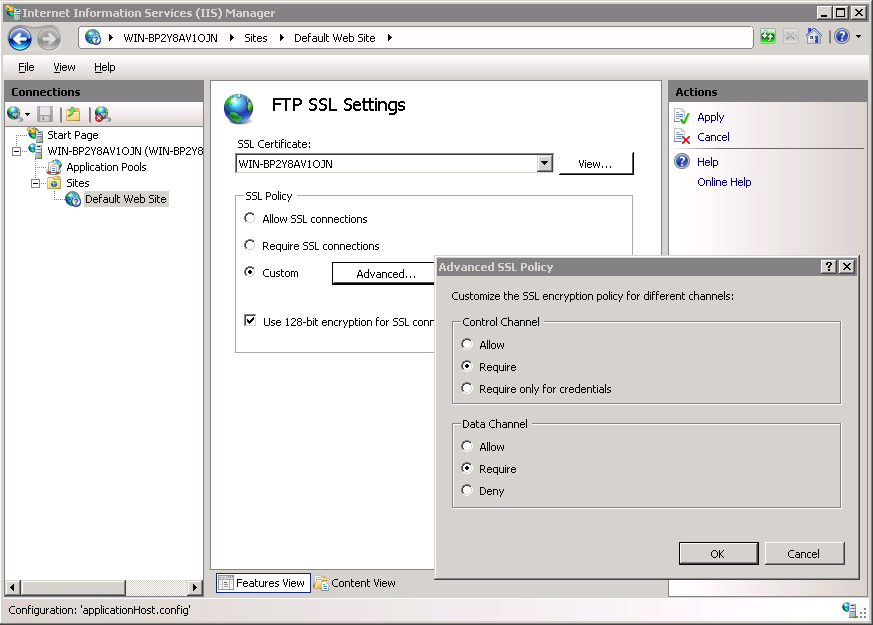 Internet Information Services (IIS) Manager
WIN-BP2Y8AV1OJN Sites Default Web Site
File View Help
Connections
Start Page
WIN-BP2Y8AV1OJN (WIN-BP2Y8
Application Pools
Sites
Default Web Site
FTP SSL Settings
SSL Certificate:
WIN-BP2Y8AV1OJN
View...
SSL Policy
Allow SSL connections
Require SSL connections
Custom
Advanced...
Use 128-bit encryption for SSL conn
Actions
Apply
Cancel
Help
Online Help
Advanced SSL Policy
Customize the SSL encryption policy for different channels:
Control Channel
Allow
Require
Require only for credentials
Data Channel
Allow
Require
Deny
OK Cancel
Features View Content View
Configuration: 'applicationHost.config'